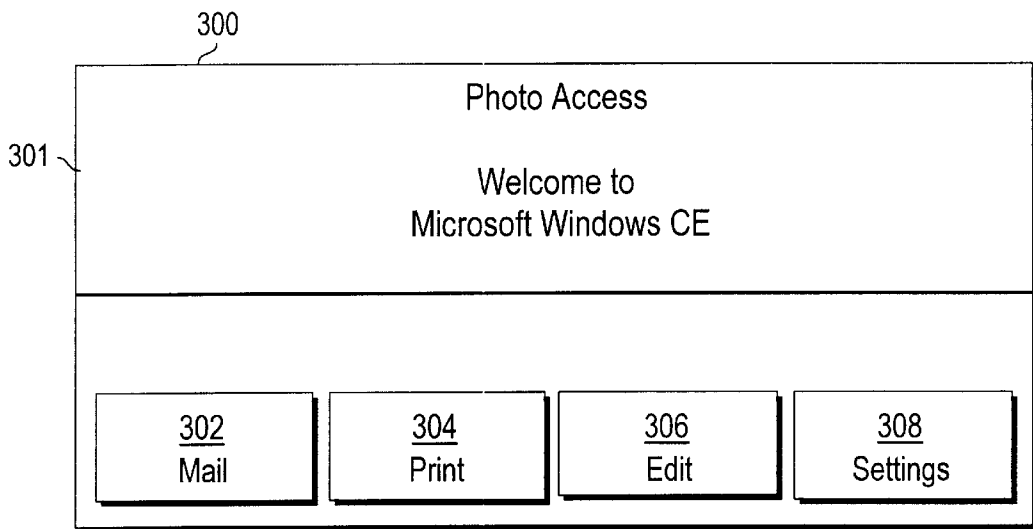 300
301
Photo Access
Welcome to
Microsoft Windows CE
302
Mail
304
Print
306
Edit
308
Settings